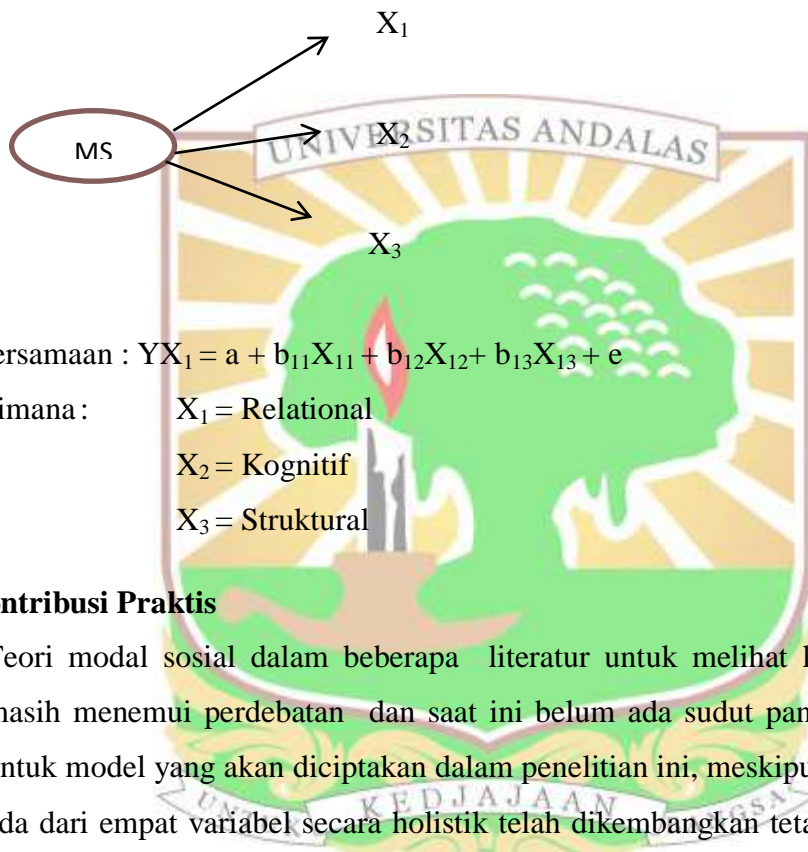 X₁
UNIVERSITAS ANDALAS
MS
X₂
X₃
ersamaan : YX₁ = a + b₁₁X₁₁ + b₁₂X₁₂+ b₁₃X₁₃ + e
imana : X₁ = Relational
X₂ = Kognitif
X₃ = Struktural
ontribusi Praktis
Teori modal sosial dalam beberapa literatur untuk melihat
masih menemui perdebatan dan saat ini belum ada sudut pan
ntuk model yang akan diciptakan dalam penelitian ini, meskipu
KEDJAJAAN
da dari empat variabel secara holistik telah dikembangkan teta